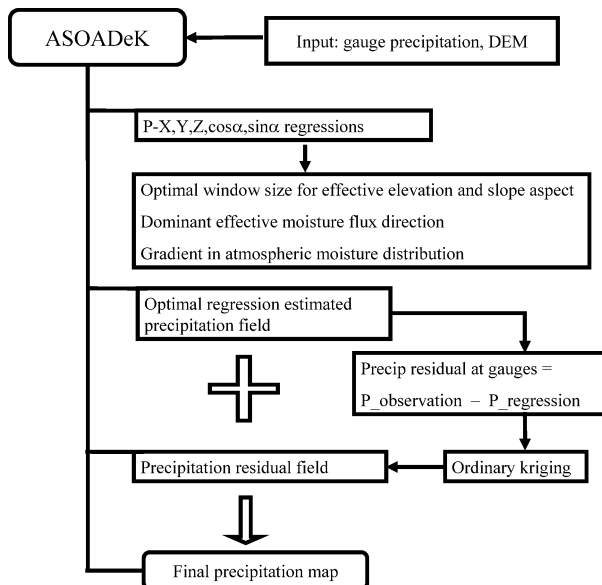 ASOADeK
Input: gauge precipitation, DEM
P-X,Y,Z,cosα,sinα regressions
Optimal window size for effective elevation and slope aspect
Dominant effective moisture flux direction
Gradient in atmospheric moisture distribution
Optimal regression estimated
precipitation field
Precip residual at gauges =
P_observation – P_regression
Precipitation residual field
Ordinary kriging
Final precipitation map